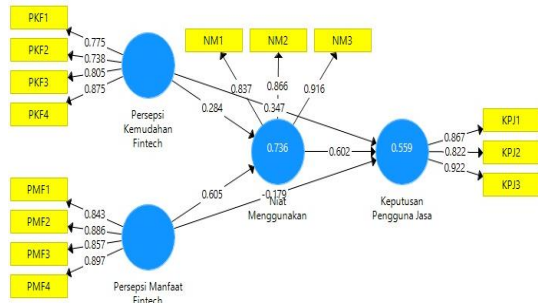 PKF1
PKF2
PKF3
PKF4
0.775
0.738
0.805
0.875
Persepsi
Kemudahan
Fintech
NM1
NM2
NM3
0.837
0.866
0.916
0.284
0.347
0.736
Niat
Menggunakan
0.602
0.559
Keputusan
Pengguna Jasa
0.867
0.822
0.922
KPJ1
KPJ2
KPJ3
0.605
-0.179
PMF1
PMF2
PMF3
PMF4
0.843
0.886
0.857
0.897
Persepsi Manfaat
Fintech